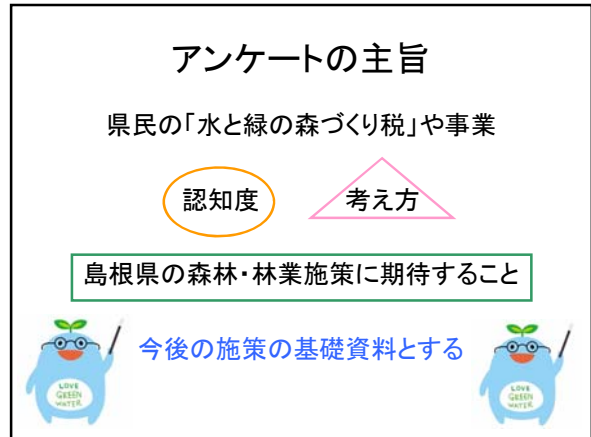 アンケートの主旨
県民の「水と緑の森づくり税」や事業
認知度 考え方
島根県の森林・林業施策に期待すること
今後の施策の基礎資料とする
LOVE
GREEN
WATER
LOVE
GREEN
WATER